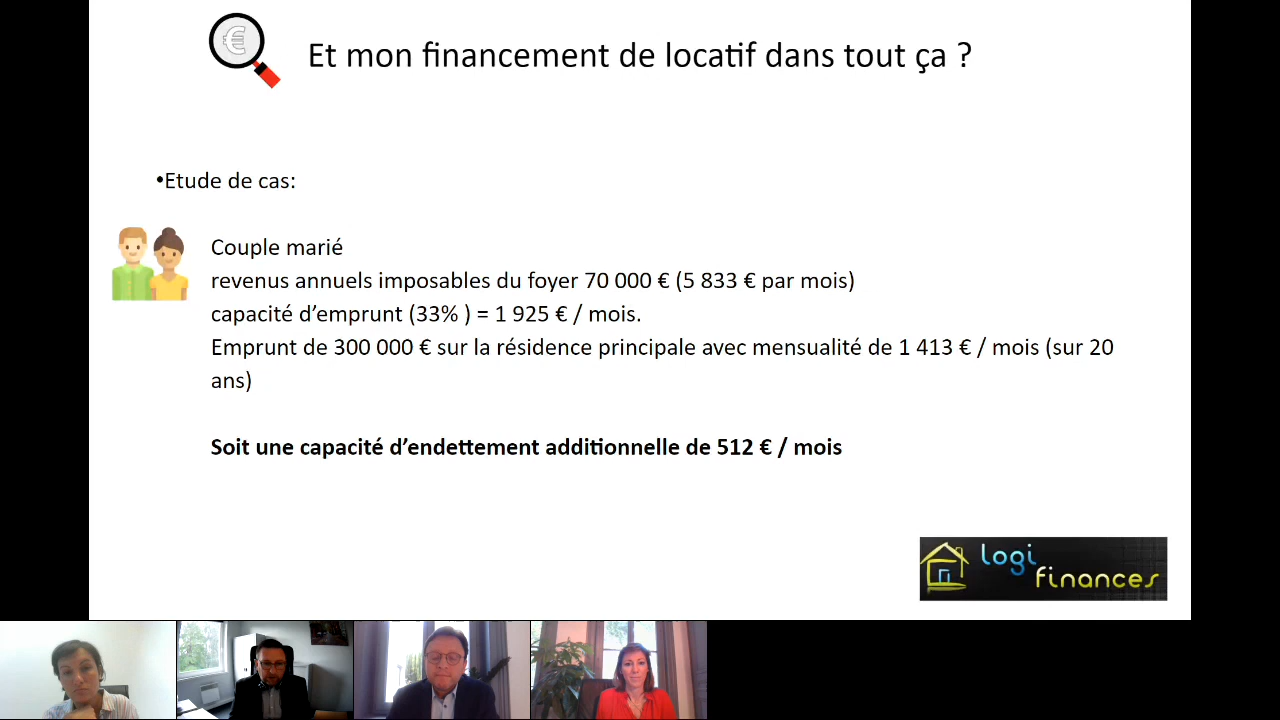 €
Et mon financement de locatif dans tout ça ?
•Etude de cas:
Couple marié
revenus annuels imposables du foyer 70 000 € (5 833 € par mois)
capacité d’emprunt (33% ) = 1 925 € / mois.
Emprunt de 300 000 € sur la résidence principale avec mensualité de 1 413 € / mois (sur 20
ans)
Soit une capacité d’endettement additionnelle de 512 € / mois
logi
finances